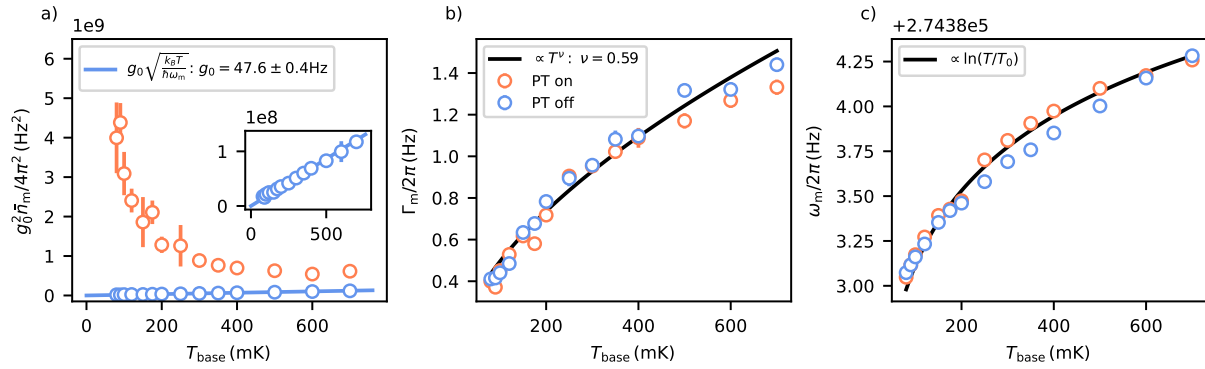 a)
1e9
6
5
4
3
2
1
0
g₀²n̄ₘ/4π² (Hz²)
g₀√(k_BT/ħωₘ) : g₀ = 47.6 ± 0.4Hz
1e8
1
0
0 500
0 200 400 600
T_base (mK)
b)
1.4
1.2
1.0
0.8
0.6
0.4
Γₘ/2π (Hz)
∝ T^ν : ν = 0.59
PT on
PT off
200 400 600
T_base (mK)
c)
+2.7438e5
4.25
4.00
3.75
3.50
3.25
3.00
ωₘ/2π (Hz)
∝ ln(T/T₀)
200 400 600
T_base (mK)